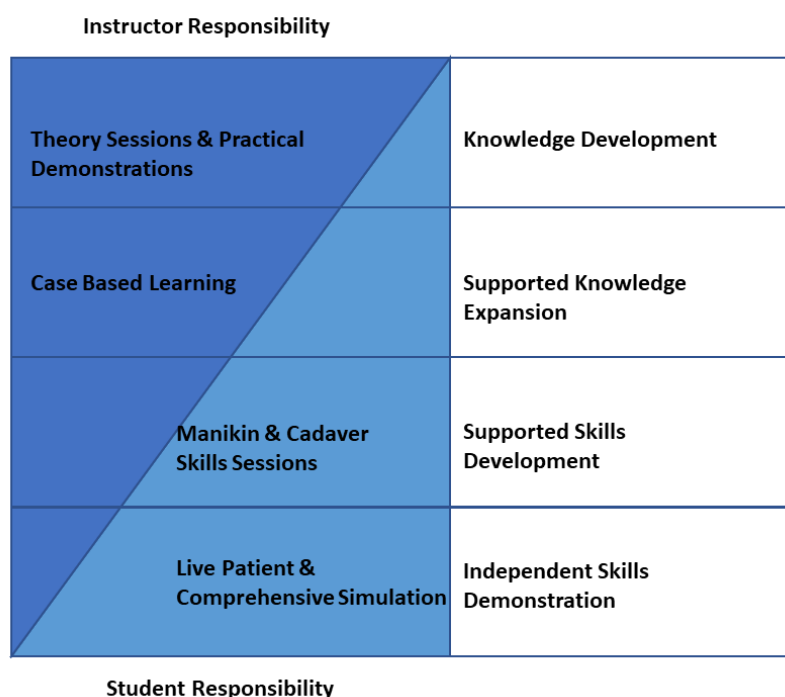 Instructor Responsibility
Theory Sessions & Practical
Demonstrations
Knowledge Development
Case Based Learning
Supported Knowledge
Expansion
Manikin & Cadaver
Skills Sessions
Supported Skills
Development
Live Patient &
Comprehensive Simulation
Independent Skills
Demonstration
Student Responsibility